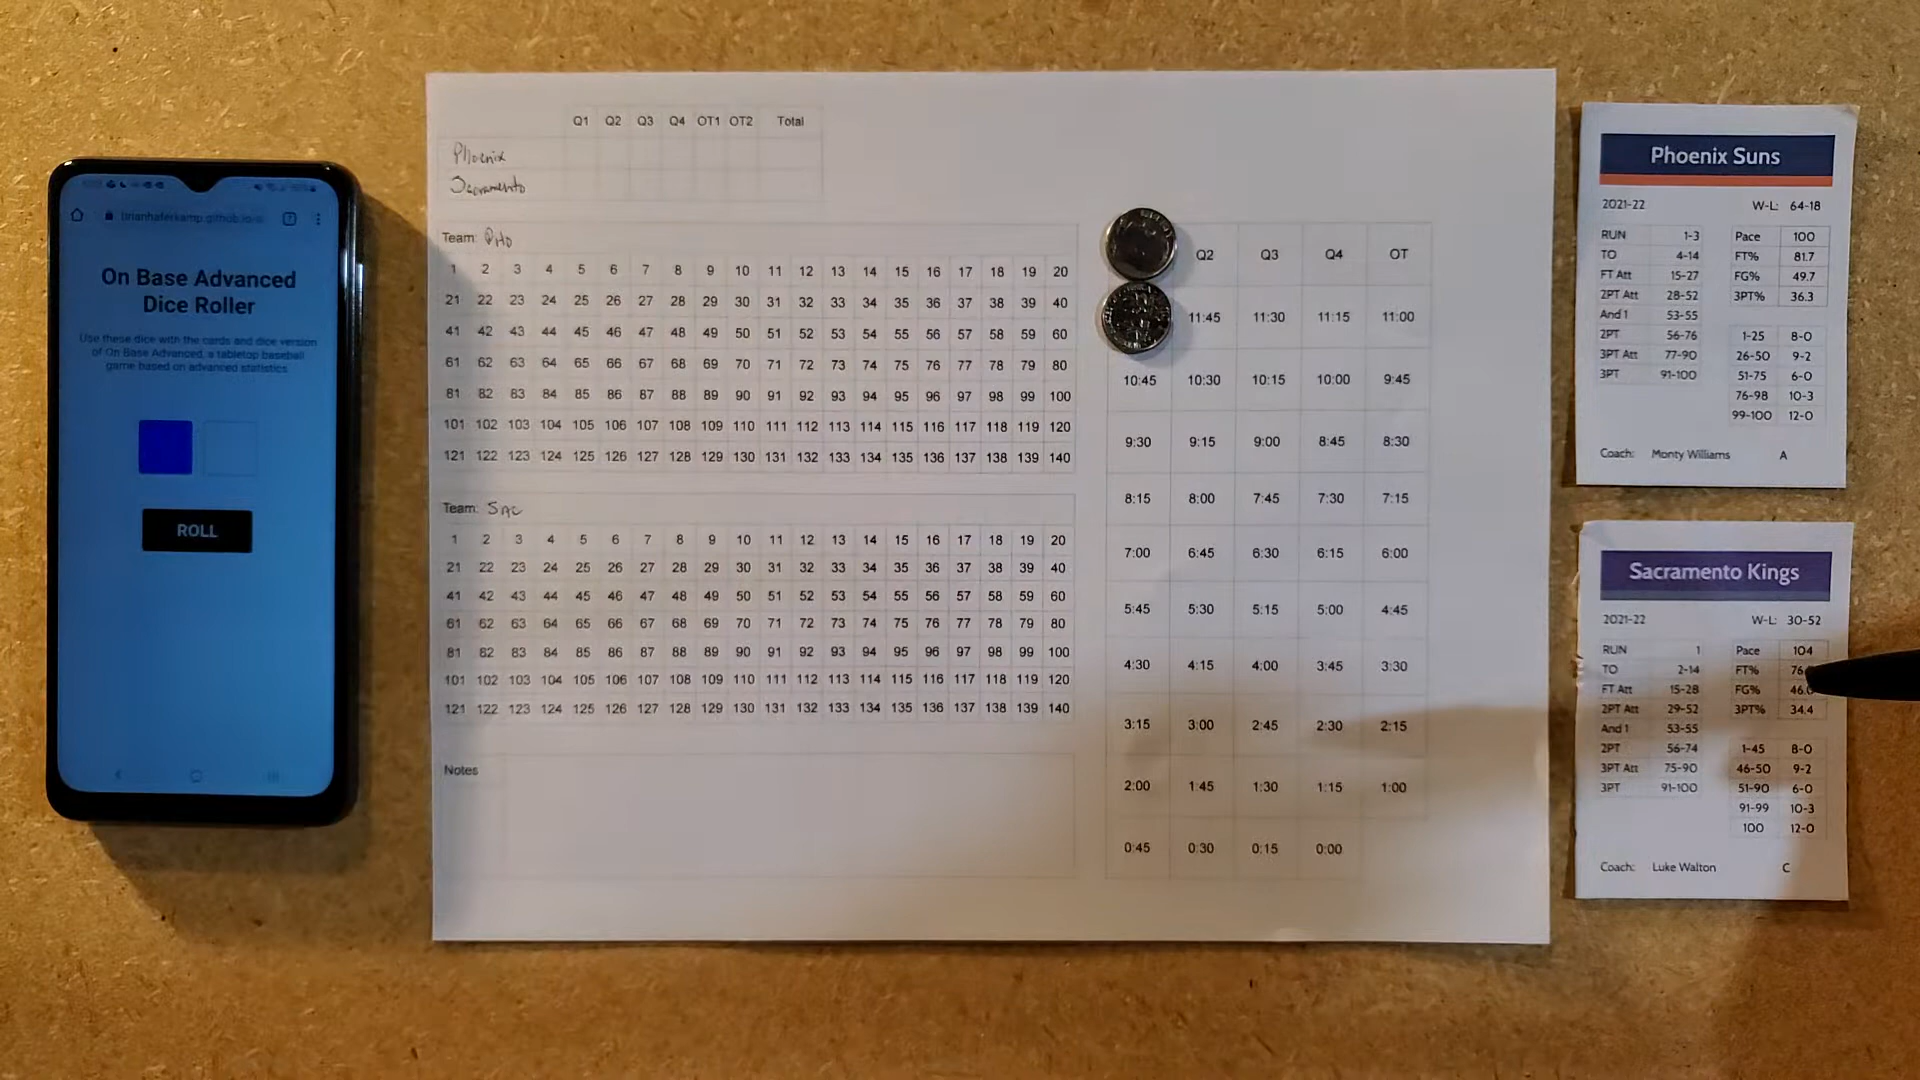 On Base Advanced
Dice Roller
Use these dice with the cards and dice version
of On Base Advanced, a tabletop baseball
game based on advanced statistics
ROLL
Q1 Q2 Q3 Q4 OT1 OT2 Total
Phoenix
Sacramento
Team: PHO
1 2 3 4 5 6 7 8 9 10 11 12 13 14 15 16 17 18 19 20
21 22 23 24 25 26 27 28 29 30 31 32 33 34 35 36 37 38 39 40
41 42 43 44 45 46 47 48 49 50 51 52 53 54 55 56 57 58 59 60
61 62 63 64 65 66 67 68 69 70 71 72 73 74 75 76 77 78 79 80
81 82 83 84 85 86 87 88 89 90 91 92 93 94 95 96 97 98 99 100
101 102 103 104 105 106 107 108 109 110 111 112 113 114 115 116 117 118 119 120
121 122 123 124 125 126 127 128 129 130 131 132 133 134 135 136 137 138 139 140
Team: SAC
1 2 3 4 5 6 7 8 9 10 11 12 13 14 15 16 17 18 19 20
21 22 23 24 25 26 27 28 29 30 31 32 33 34 35 36 37 38 39 40
41 42 43 44 45 46 47 48 49 50 51 52 53 54 55 56 57 58 59 60
61 62 63 64 65 66 67 68 69 70 71 72 73 74 75 76 77 78 79 80
81 82 83 84 85 86 87 88 89 90 91 92 93 94 95 96 97 98 99 100
101 102 103 104 105 106 107 108 109 110 111 112 113 114 115 116 117 118 119 120
121 122 123 124 125 126 127 128 129 130 131 132 133 134 135 136 137 138 139 140
Notes
Q2 Q3 Q4 OT
11:45 11:30 11:15 11:00
10:45 10:30 10:15 10:00 9:45
9:30 9:15 9:00 8:45 8:30
8:15 8:00 7:45 7:30 7:15
7:00 6:45 6:30 6:15 6:00
5:45 5:30 5:15 5:00 4:45
4:30 4:15 4:00 3:45 3:30
3:15 3:00 2:45 2:30 2:15
2:00 1:45 1:30 1:15 1:00
0:45 0:30 0:15 0:00
Phoenix Suns
2021-22 W-L: 64-18
RUN 1-3 Pace 100
TO 4-14 FT% 81.7
FT Att 15-27 FG% 49.7
2PT Att 28-52 3PT% 36.3
And 1 53-55
2PT 56-76 1-25 8-0
3PT Att 77-90 26-50 9-2
3PT 91-100 51-75 6-0
76-98 10-3
99-100 12-0
Coach: Monty Williams A
Sacramento Kings
2021-22 W-L: 30-52
RUN 1 Pace 104
TO 2-14 FT% 76
FT Att 15-28 FG% 46.0
2PT Att 29-52 3PT% 34.4
And 1 53-55
2PT 56-74 1-45 8-0
3PT Att 75-90 46-50 9-2
3PT 91-100 51-90 6-0
91-99 10-3
100 12-0
Coach: Luke Walton C